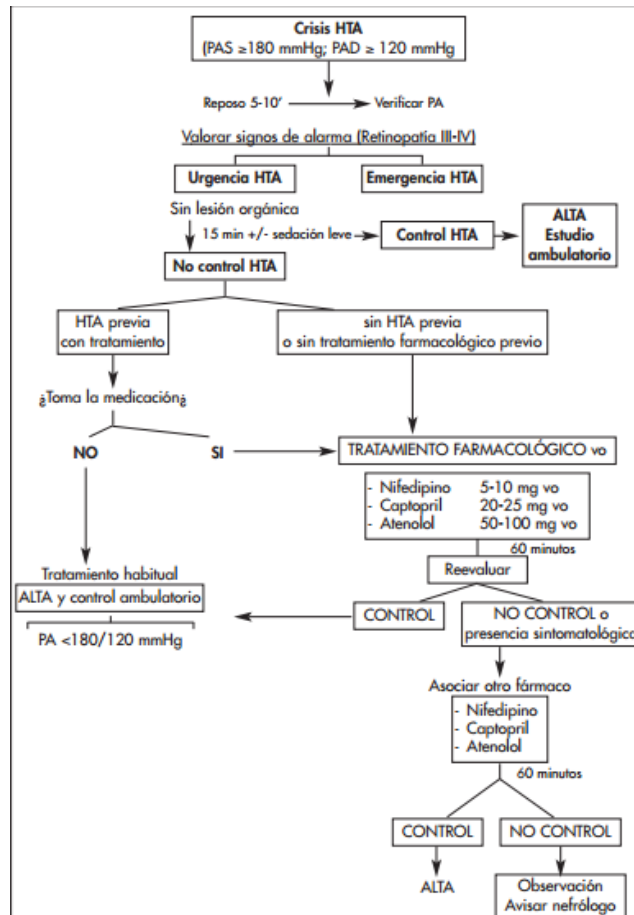 Crisis HTA
(PAS ≥180 mmHg; PAD ≥ 120 mmHg
Reposo 5-10’
Verificar PA
Valorar signos de alarma (Retinopatía III-IV)
Urgencia HTA
Emergencia HTA
Sin lesión orgánica
15 min +/- sedación leve
Control HTA
ALTA
Estudio
ambulatorio
No control HTA
HTA previa
con tratamiento
sin HTA previa
o sin tratamiento farmacológico previo
¿Toma la medicación¿
NO
SI
TRATAMIENTO FARMACOLÓGICO vo
- Nifedipino 5-10 mg vo
- Captopril 20-25 mg vo
- Atenolol 50-100 mg vo
60 minutos
Reevaluar
Tratamiento habitual
ALTA y control ambulatorio
PA <180/120 mmHg
CONTROL
NO CONTROL o
presencia sintomatológica
Asociar otro fármaco
- Nifedipino
- Captopril
- Atenolol
60 minutos
CONTROL
NO CONTROL
ALTA
Observación
Avisar nefrólogo